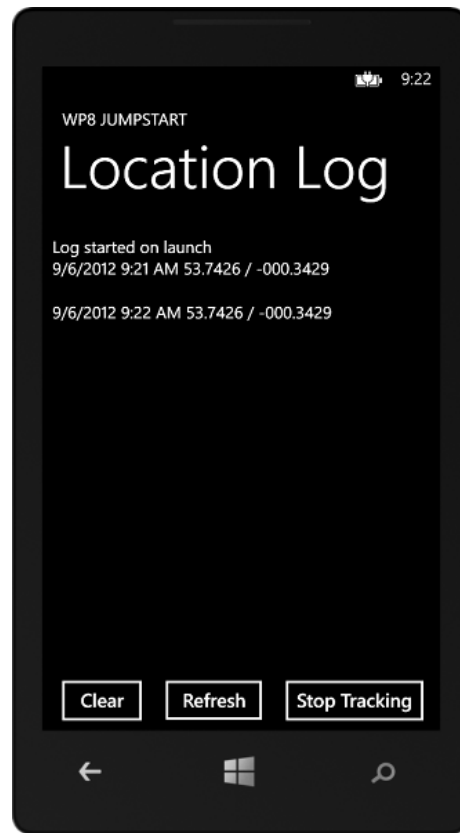 9:22
WP8 JUMPSTART
Location Log
Log started on launch
9/6/2012 9:21 AM 53.7426 / -000.3429
9/6/2012 9:22 AM 53.7426 / -000.3429
Clear Refresh Stop Tracking